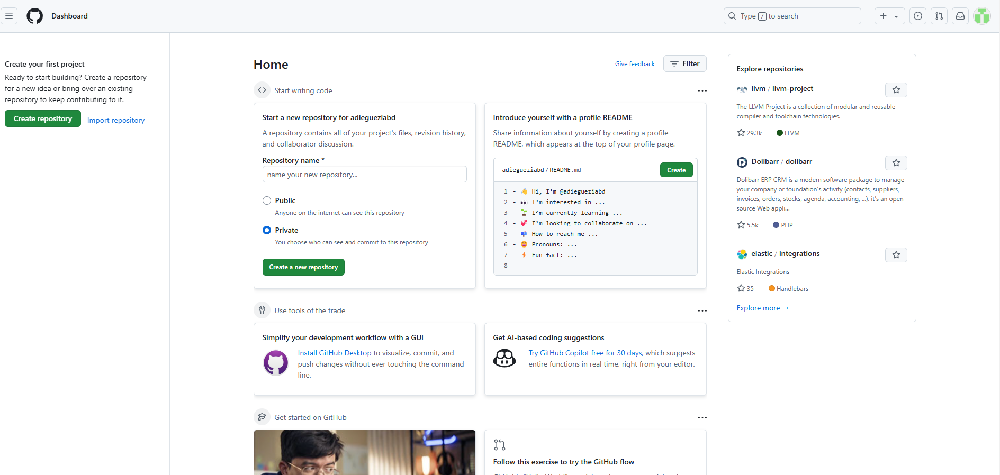 Dashboard
Type / to search
Create your first project
Ready to start building? Create a repository
for a new idea or bring over an existing
repository to keep contributing to it.
Create repository
Import repository
Home
Give feedback
Filter
Start writing code
Start a new repository for adiegueziabd
A repository contains all of your project's files, revision history,
and collaborator discussion.
Repository name *
name your new repository...
Public
Anyone on the internet can see this repository
Private
You choose who can see and commit to this repository
Create a new repository
Introduce yourself with a profile README
Share information about yourself by creating a profile
README, which appears at the top of your profile page.
adiegueziabd / README.md
Create
1 - 👋 Hi, I’m @adiegueziabd
2 - 👀 I’m interested in ...
3 - 🌱 I’m currently learning ...
4 - 💞️ I’m looking to collaborate on ...
5 - 📫 How to reach me ...
6 - 😄 Pronouns: ...
7 - ⚡ Fun fact: ...
8
Use tools of the trade
Simplify your development workflow with a GUI
Install GitHub Desktop to visualize, commit, and
push changes without ever touching the command
line.
Get AI-based coding suggestions
Try GitHub Copilot free for 30 days, which suggests
entire functions in real time, right from your editor.
Get started on GitHub
Follow this exercise to try the GitHub flow
Explore repositories
llvm / llvm-project
The LLVM Project is a collection of modular and reusable
compiler and toolchain technologies.
29.3k
LLVM
Dolibarr / dolibarr
Dolibarr ERP CRM is a modern software package to manage
your company or foundation's activity (contacts, suppliers,
invoices, orders, stocks, agenda, accounting, ...). it's an open
source Web appli...
5.5k
PHP
elastic / integrations
Elastic Integrations
35
Handlebars
Explore more →